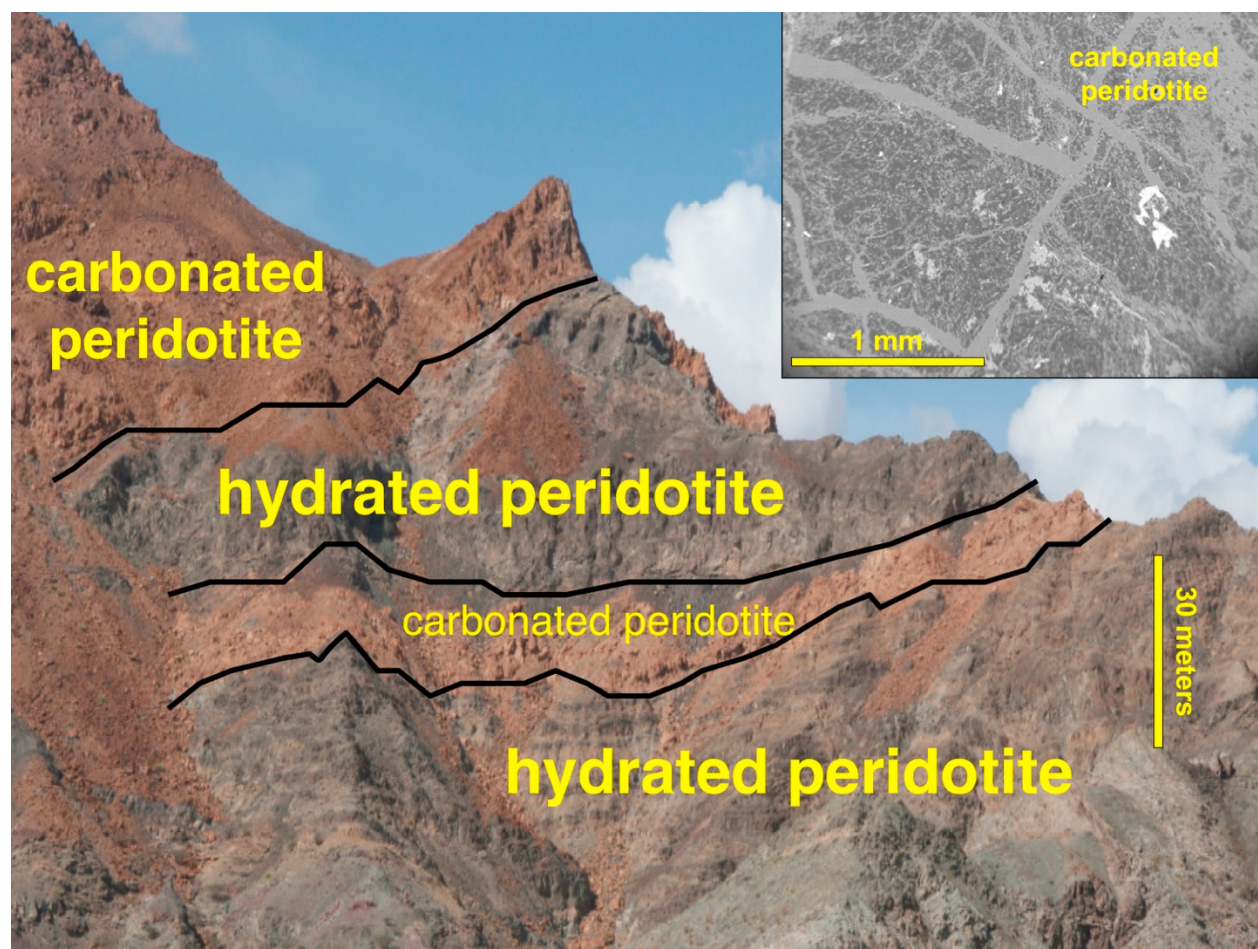 carbonated
peridotite
1 mm
carbonated
peridotite
hydrated peridotite
carbonated peridotite
30 meters
hydrated peridotite